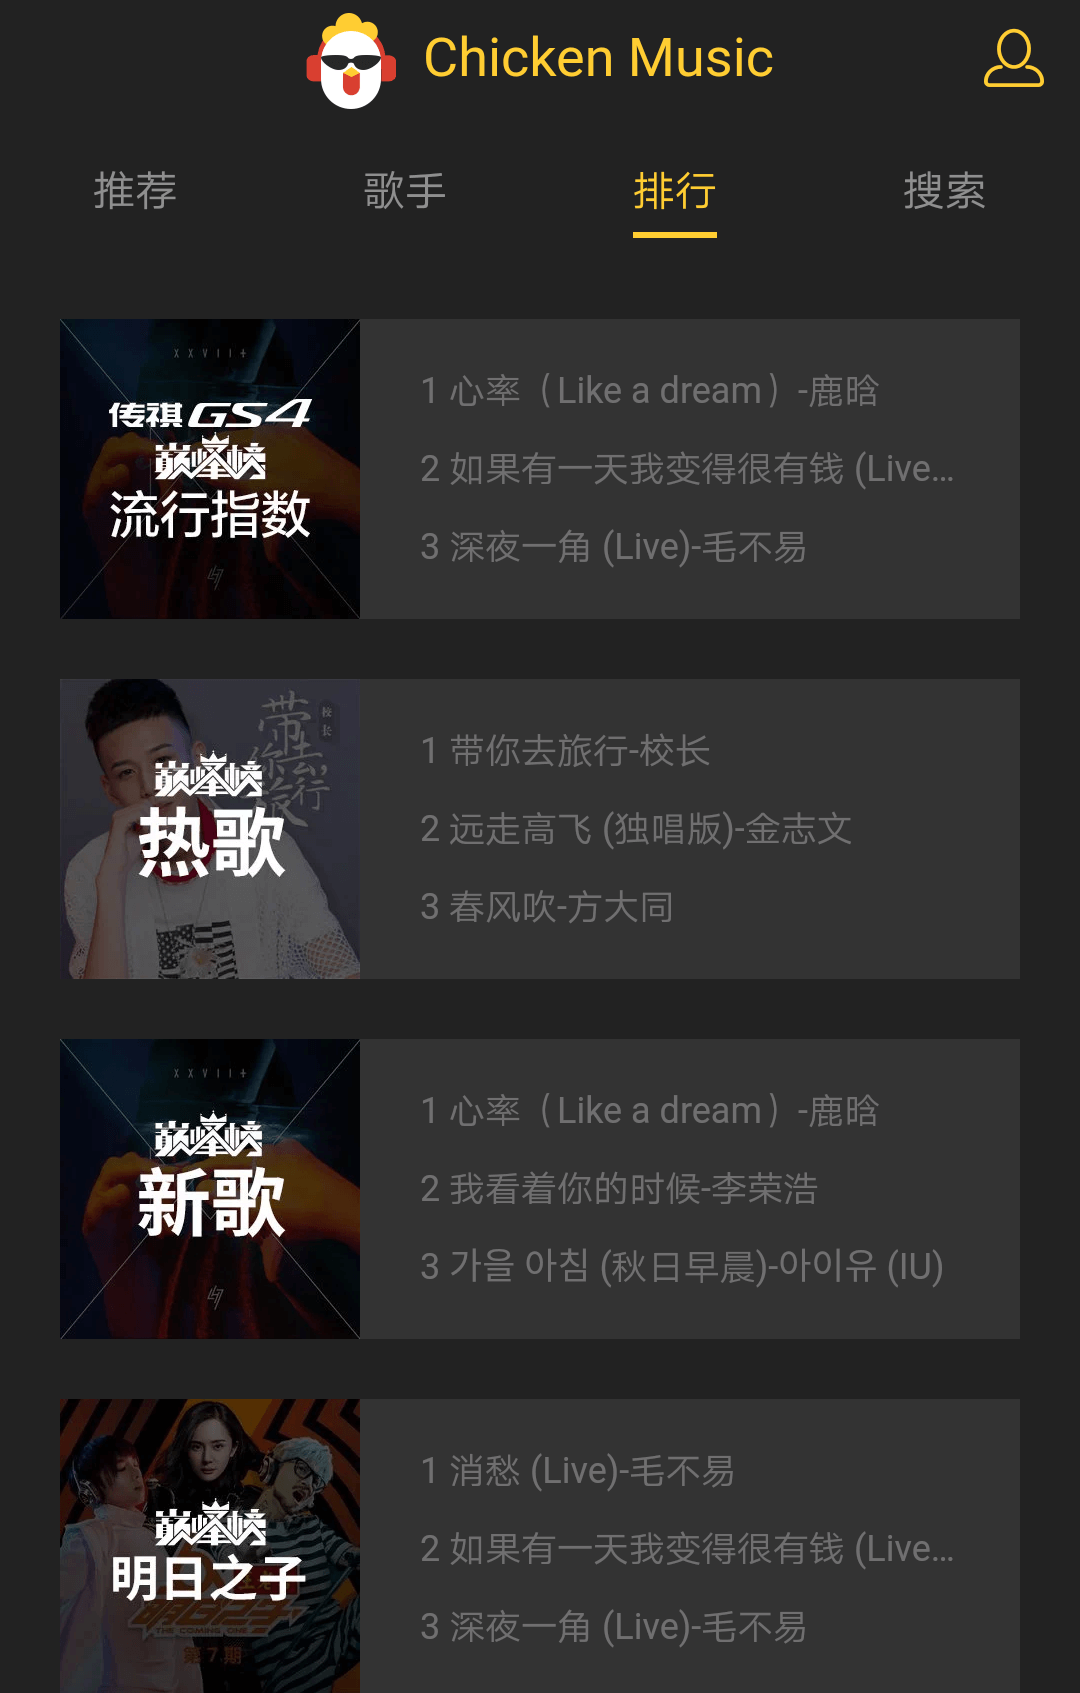 Chicken Music
推荐
歌手
排行
搜索
XXVII+
传祺GS4
巅峰榜
流行指数
1 心率（Like a dream）-鹿晗
2 如果有一天我变得很有钱 (Live...
3 深夜一角 (Live)-毛不易
带你去旅行
校长
巅峰榜
热歌
1 带你去旅行-校长
2 远走高飞 (独唱版)-金志文
3 春风吹-方大同
XXVII+
巅峰榜
新歌
1 心率（Like a dream）-鹿晗
2 我看着你的时候-李荣浩
3 가을 아침 (秋日早晨)-아이유 (IU)
巅峰榜
明日之子
明日之子
THE COMING ONE
第7期
1 消愁 (Live)-毛不易
2 如果有一天我变得很有钱 (Live...
3 深夜一角 (Live)-毛不易